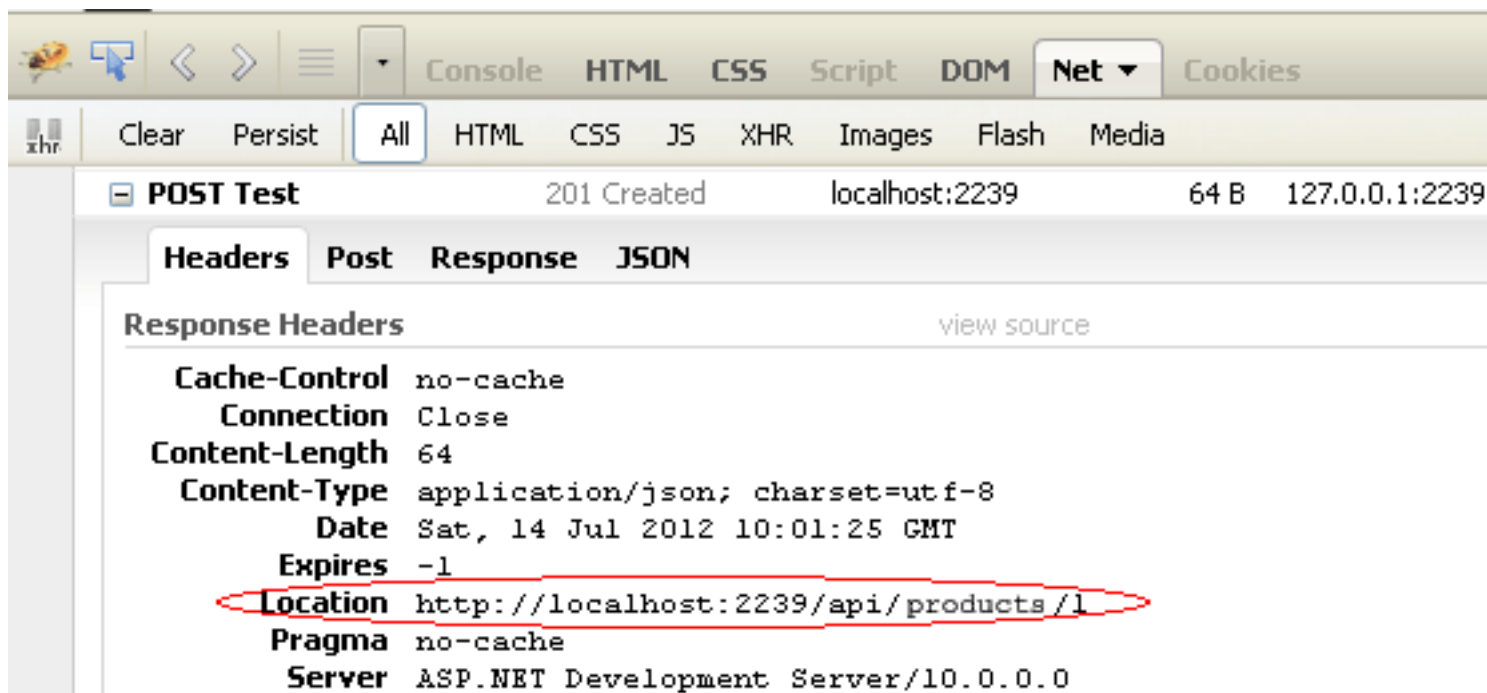 Console HTML CSS Script DOM Net Cookies
xhr Clear Persist All HTML CSS JS XHR Images Flash Media
POST Test 201 Created localhost:2239 64 B 127.0.0.1:2239
Headers Post Response JSON
Response Headers view source
Cache-Control no-cache
Connection Close
Content-Length 64
Content-Type application/json; charset=utf-8
Date Sat, 14 Jul 2012 10:01:25 GMT
Expires -1
Location http://localhost:2239/api/products/1
Pragma no-cache
Server ASP.NET Development Server/10.0.0.0